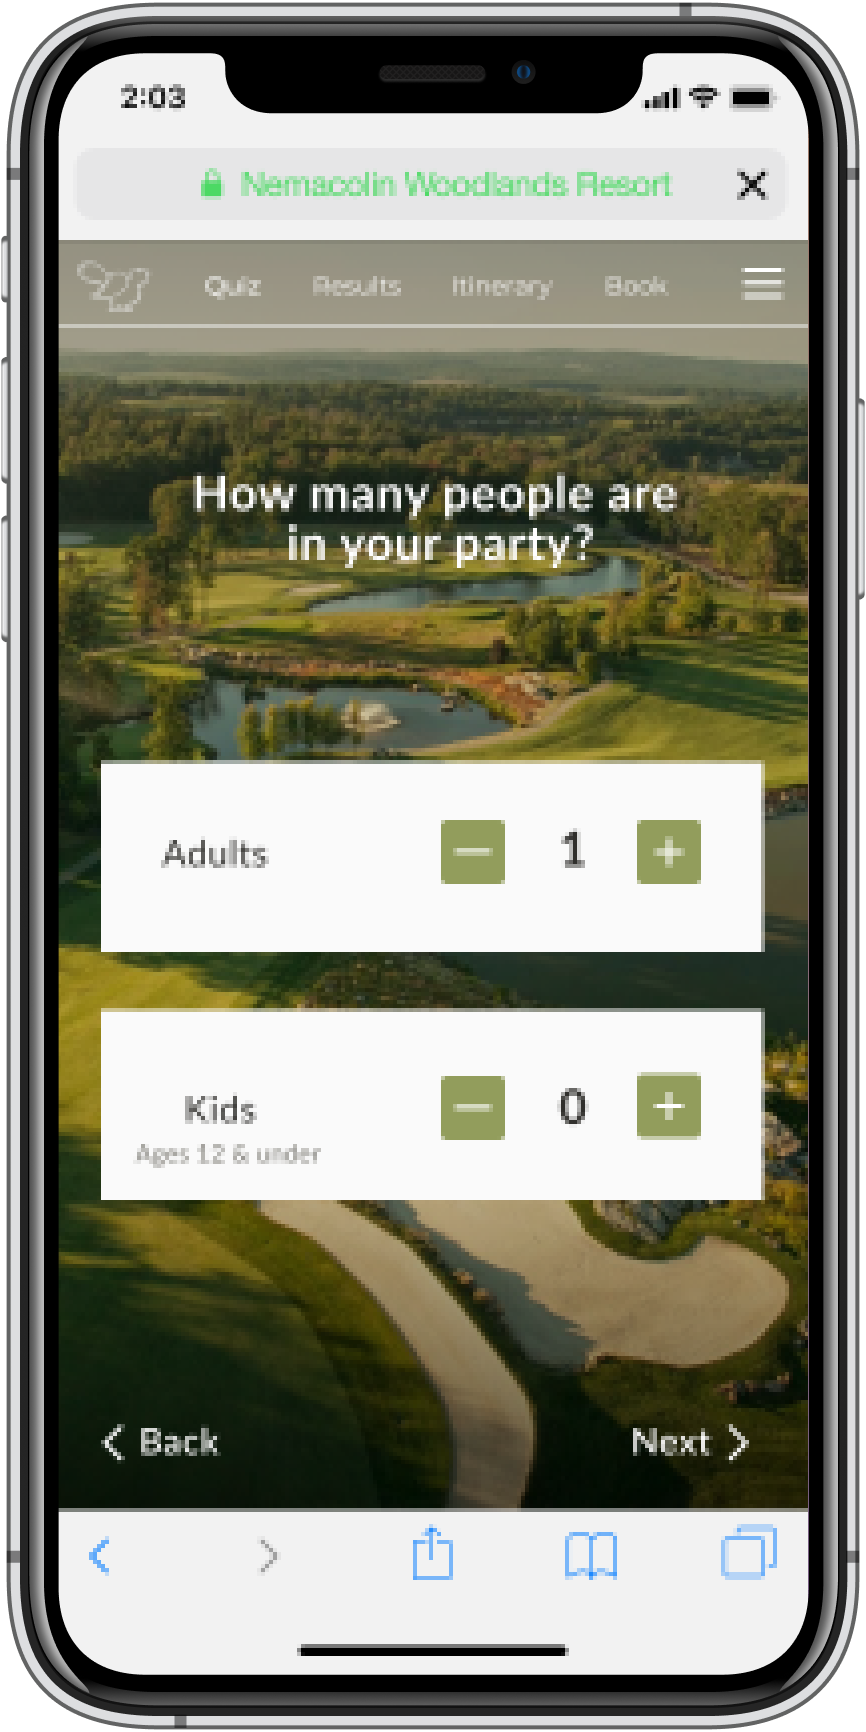 2:03
Nemacolin Woodlands Resort
Quiz Results Itinerary Book
How many people are
in your party?
Adults 1
Kids 0
Ages 12 & under
Back Next